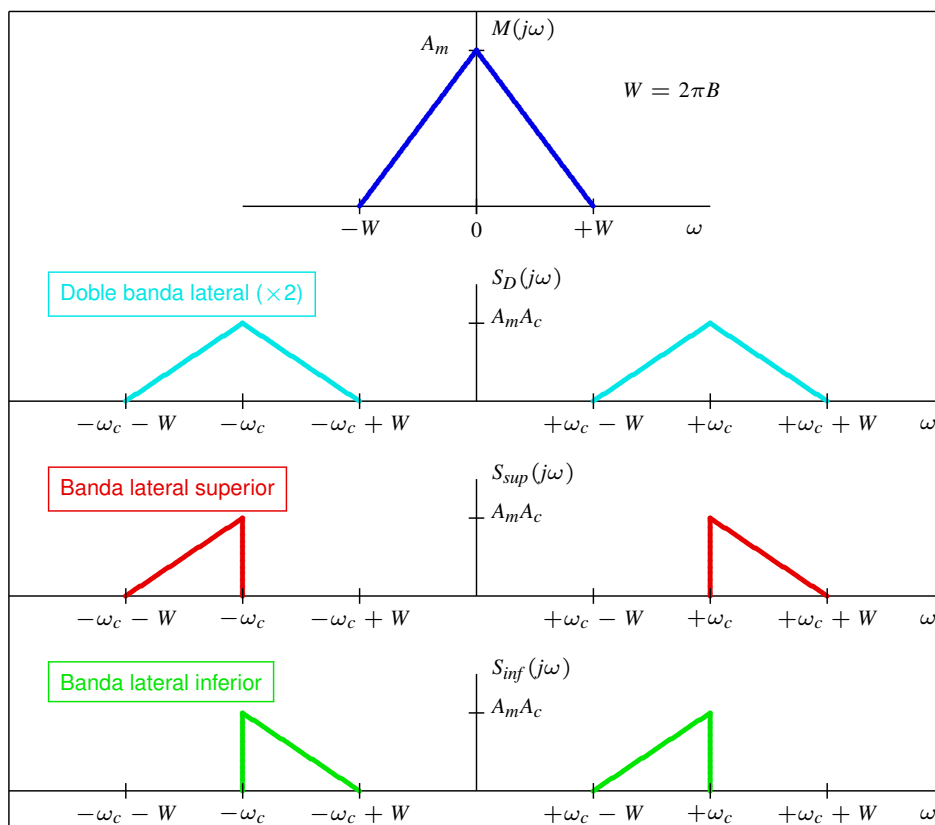 M(jω)
A_m
W = 2πB
−W 0 +W ω
Doble banda lateral (×2)
S_D(jω)
A_mA_c
−ω_c − W −ω_c −ω_c + W +ω_c − W +ω_c +ω_c + W ω
Banda lateral superior
S_sup(jω)
A_mA_c
−ω_c − W −ω_c −ω_c + W +ω_c − W +ω_c +ω_c + W ω
Banda lateral inferior
S_inf(jω)
A_mA_c
−ω_c − W −ω_c −ω_c + W +ω_c − W +ω_c +ω_c + W ω